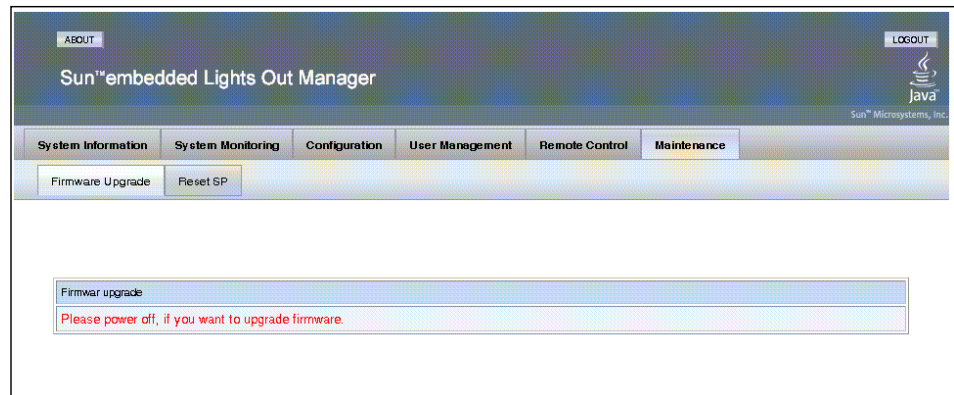 ABOUT
LOGOUT
Sun™embedded Lights Out Manager
Java™
Sun™ Microsystems, Inc.
System Information System Monitoring Configuration User Management Remote Control Maintenance
Firmware Upgrade Reset SP
Firmwar upgrade
Please power off, if you want to upgrade firmware.